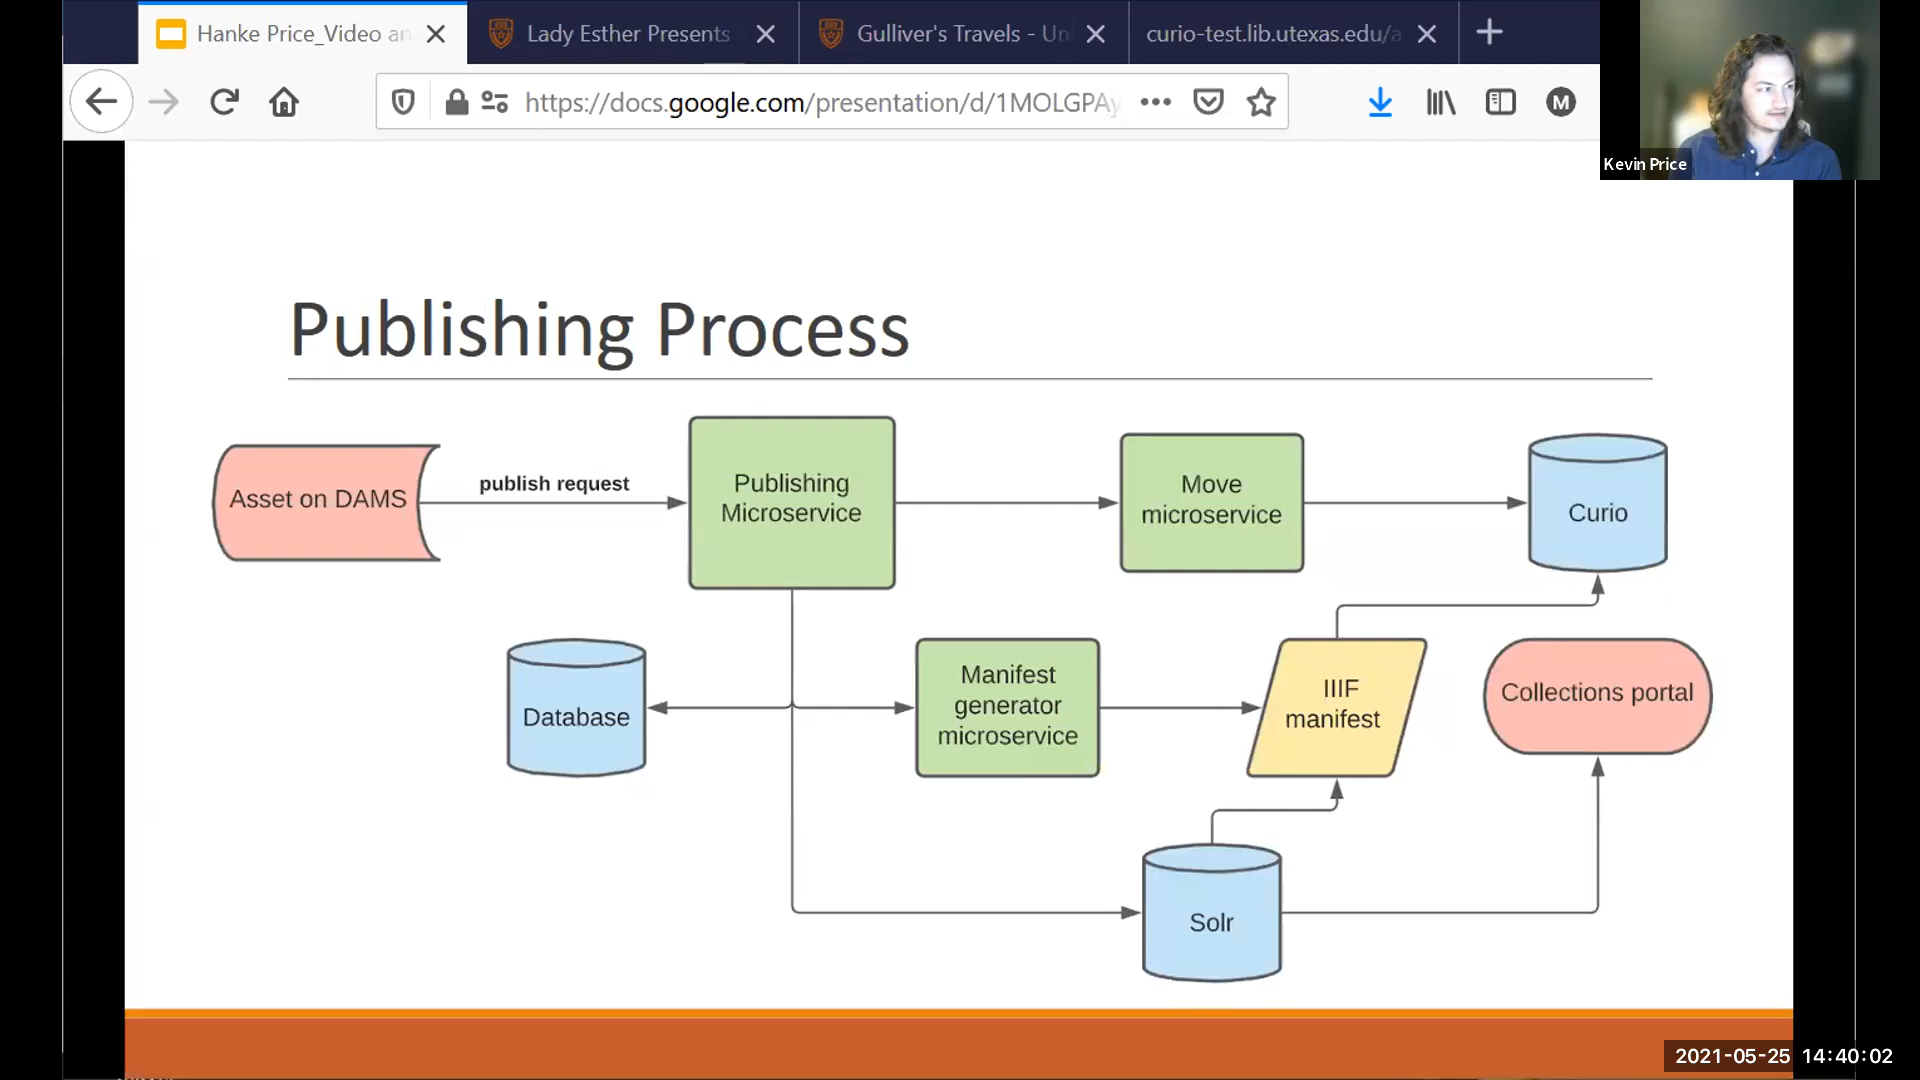 Hanke Price_Video an
Lady Esther Presents
Gulliver's Travels - Uni
curio-test.lib.utexas.edu/a
https://docs.google.com/presentation/d/1MOLGPAy
M
Kevin Price
Publishing Process
Asset on DAMS
publish request
Publishing
Microservice
Move
microservice
Curio
Database
Manifest
generator
microservice
IIIF
manifest
Collections portal
Solr
2021-05-25 14:40:02